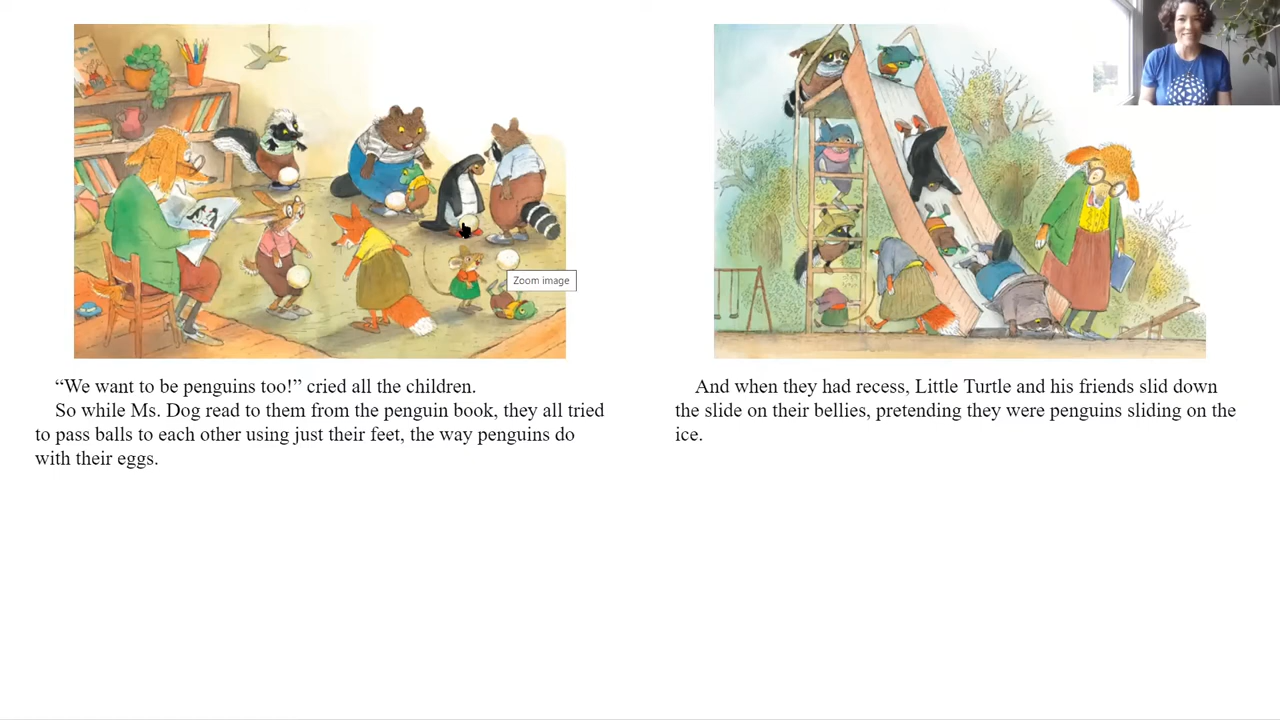 Zoom image
“We want to be penguins too!” cried all the children.
So while Ms. Dog read to them from the penguin book, they all tried
to pass balls to each other using just their feet, the way penguins do
with their eggs.
And when they had recess, Little Turtle and his friends slid down
the slide on their bellies, pretending they were penguins sliding on the
ice.